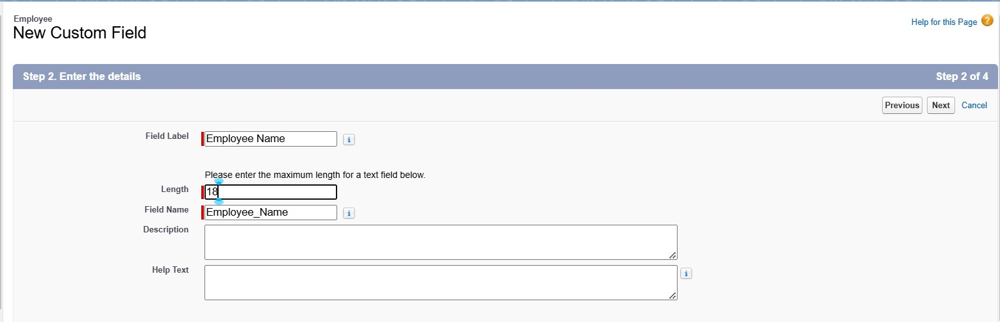 Employee
New Custom Field
Help for this Page ?
Step 2. Enter the details
Step 2 of 4
Previous Next Cancel
Field Label Employee Name i
Please enter the maximum length for a text field below.
Length 18
Field Name Employee_Name i
Description
Help Text i